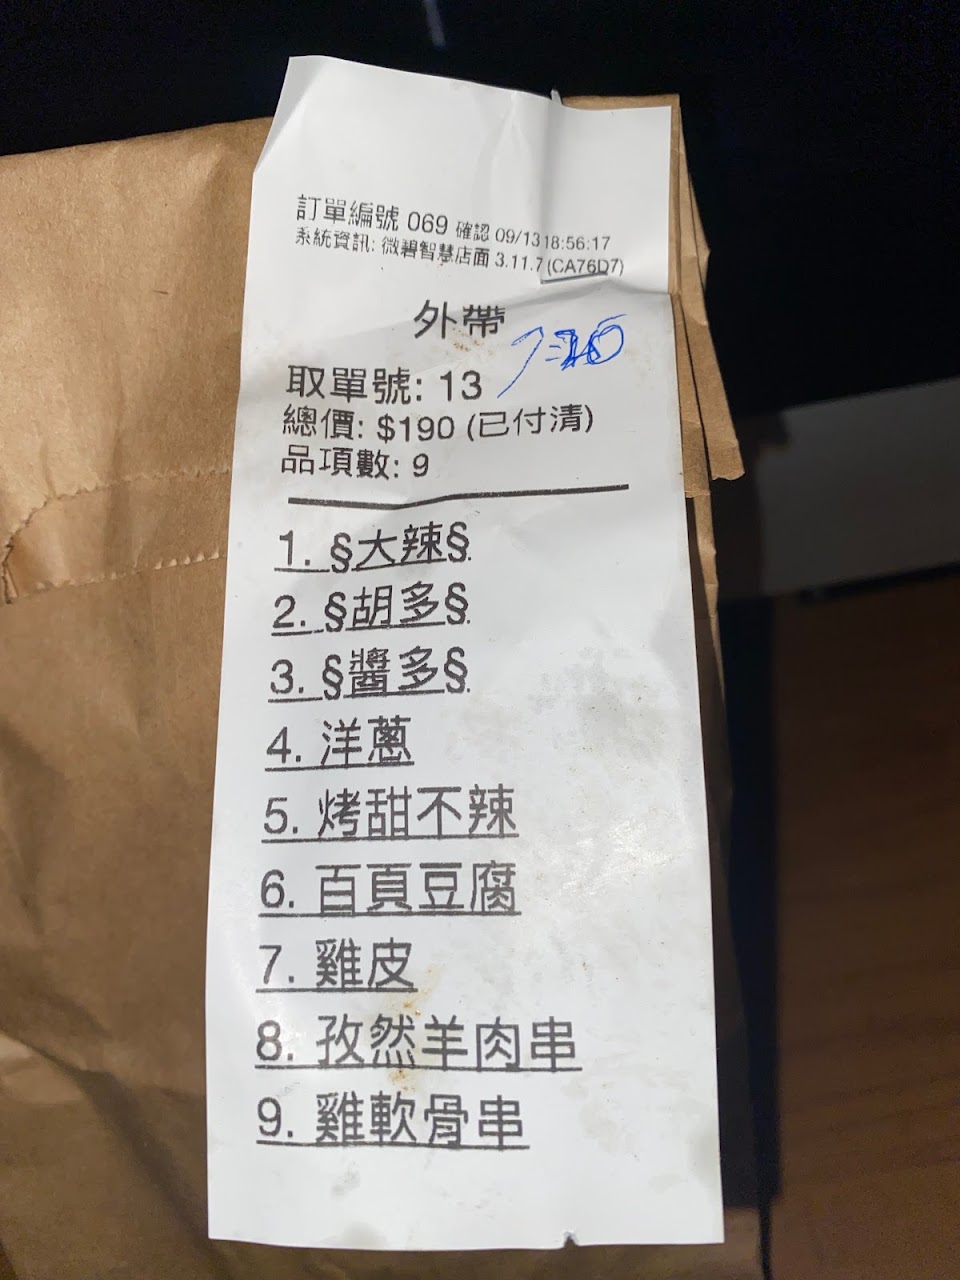 訂單編號 069 確認 09/13 18:56:17
系統資訊: 微碧智慧店面 3.11.7 (CA76D7)
外帶
取單號: 13
總價: $190 (已付清)
品項數: 9
1. §大辣§
2. §胡多§
3. §醬多§
4. 洋蔥
5. 烤甜不辣
6. 百頁豆腐
7. 雞皮
8. 孜然羊肉串
9. 雞軟骨串